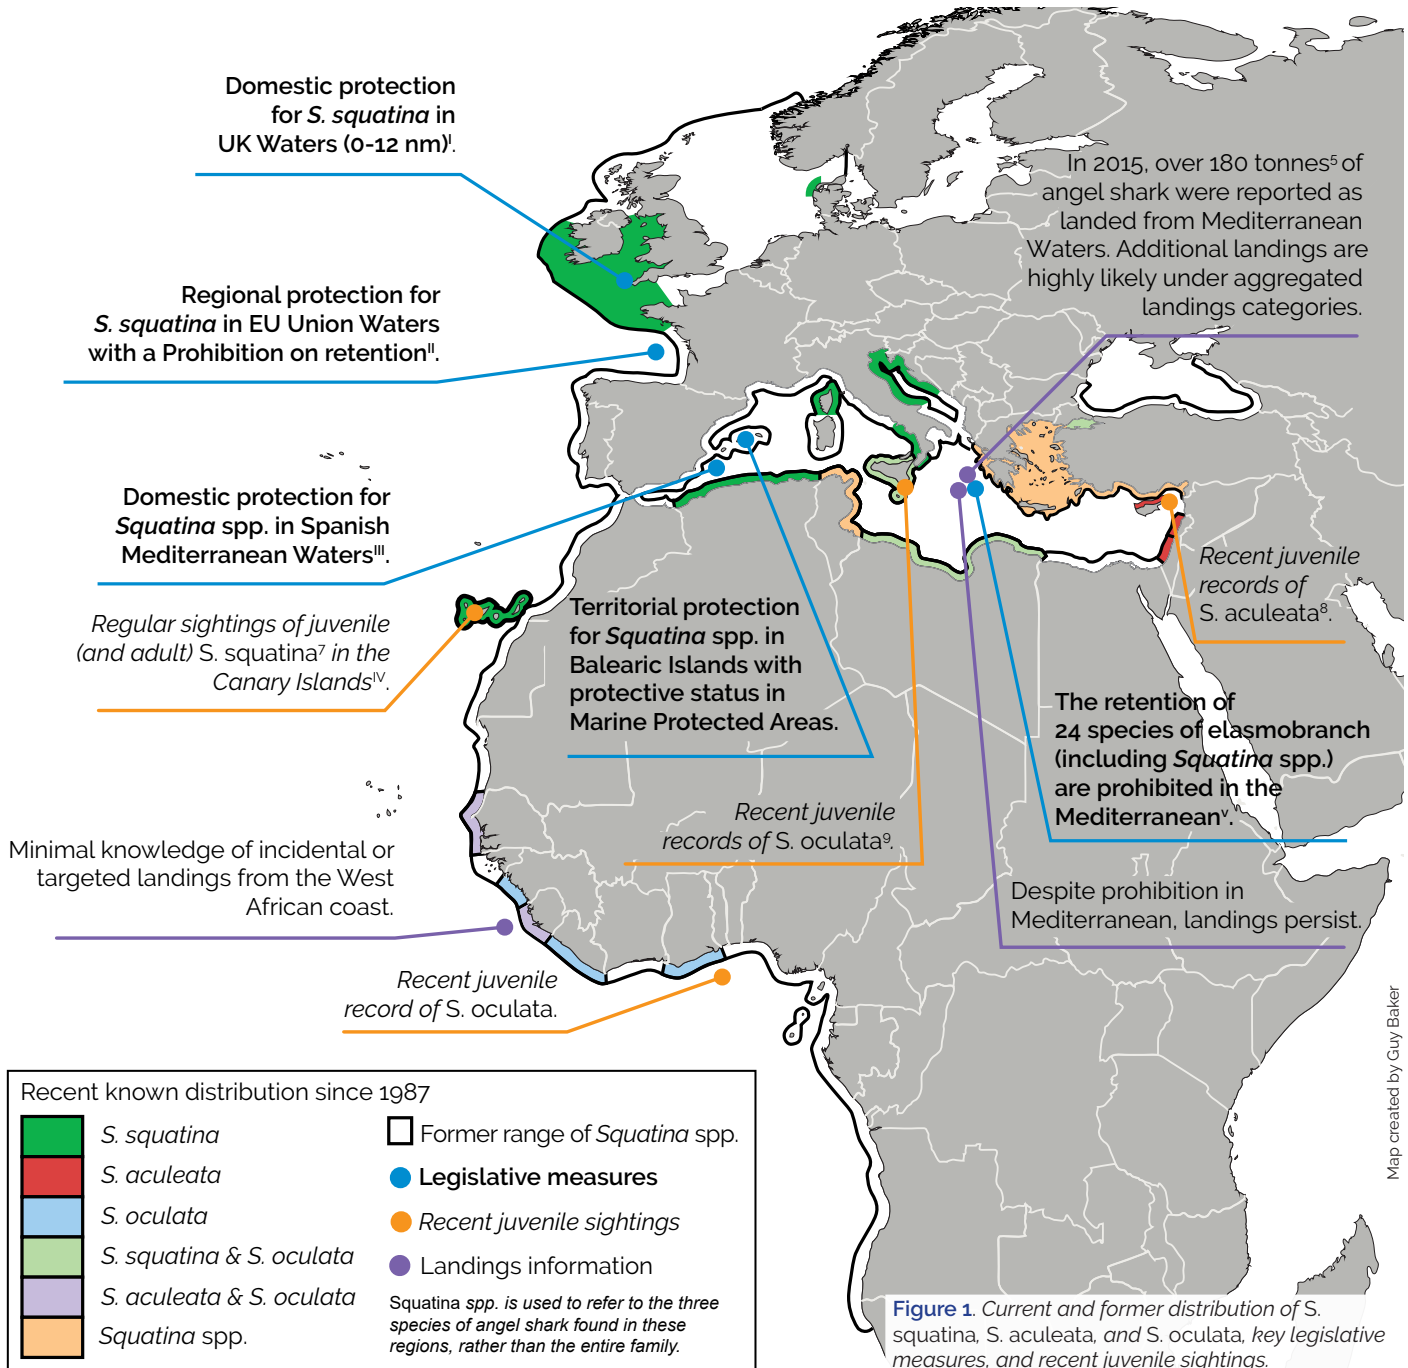 Domestic protection
for S. squatina in
UK Waters (0-12 nm)ᴵ.
In 2015, over 180 tonnes⁵ of
angel shark were reported as
landed from Mediterranean
Waters. Additional landings are
highly likely under aggregated
landings categories.
Regional protection for
S. squatina in EU Union Waters
with a Prohibition on retentionᴵᴵ.
Domestic protection for
Squatina spp. in Spanish
Mediterranean Watersᴵᴵᴵ.
Regular sightings of juvenile
(and adult) S. squatina⁷ in the
Canary Islandsᴵⱽ.
Territorial protection
for Squatina spp. in
Balearic Islands with
protective status in
Marine Protected Areas.
Recent juvenile
records of
S. aculeata⁸.
The retention of
24 species of elasmobranch
(including Squatina spp.)
are prohibited in the
Mediterraneanᵛ.
Recent juvenile
records of S. oculata⁹.
Minimal knowledge of incidental or
targeted landings from the West
African coast.
Despite prohibition in
Mediterranean, landings persist.
Recent juvenile
record of S. oculata.
Map created by Guy Baker
Recent known distribution since 1987
S. squatina
S. aculeata
S. oculata
S. squatina & S. oculata
S. aculeata & S. oculata
Squatina spp.
Former range of Squatina spp.
Legislative measures
Recent juvenile sightings
Landings information
Squatina spp. is used to refer to the three
species of angel shark found in these
regions, rather than the entire family.
Figure 1. Current and former distribution of S.
squatina, S. aculeata, and S. oculata, key legislative
measures, and recent juvenile sightings.